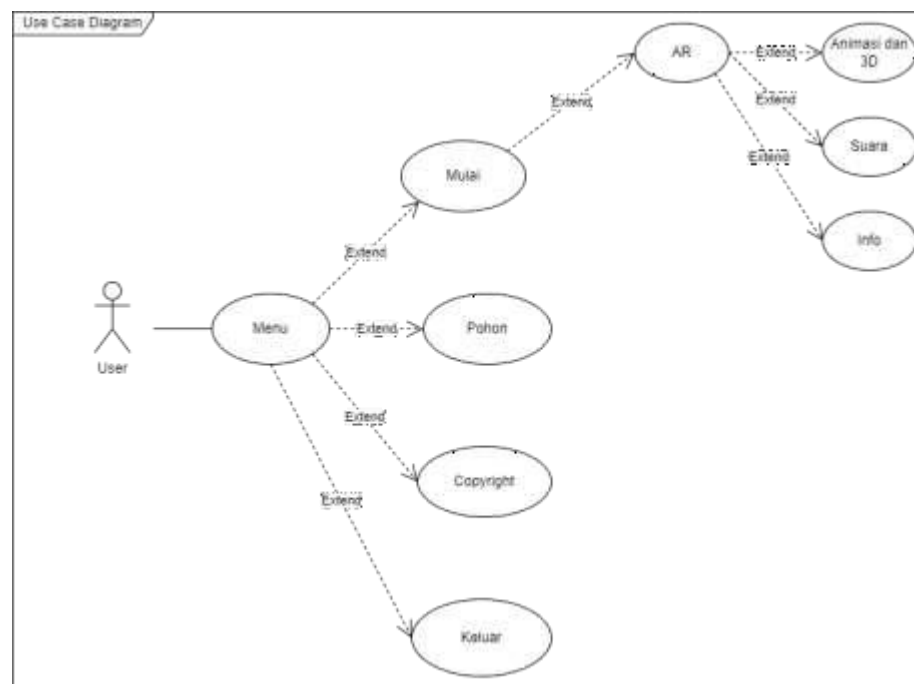 Use Case Diagram
AR
Extend
Animasi dan
3D
Extend
Extend
Suara
Extend
Mulai
Info
Extend
Menu
Extend
Pohon
User
Extend
Copyright
Extend
Keluar